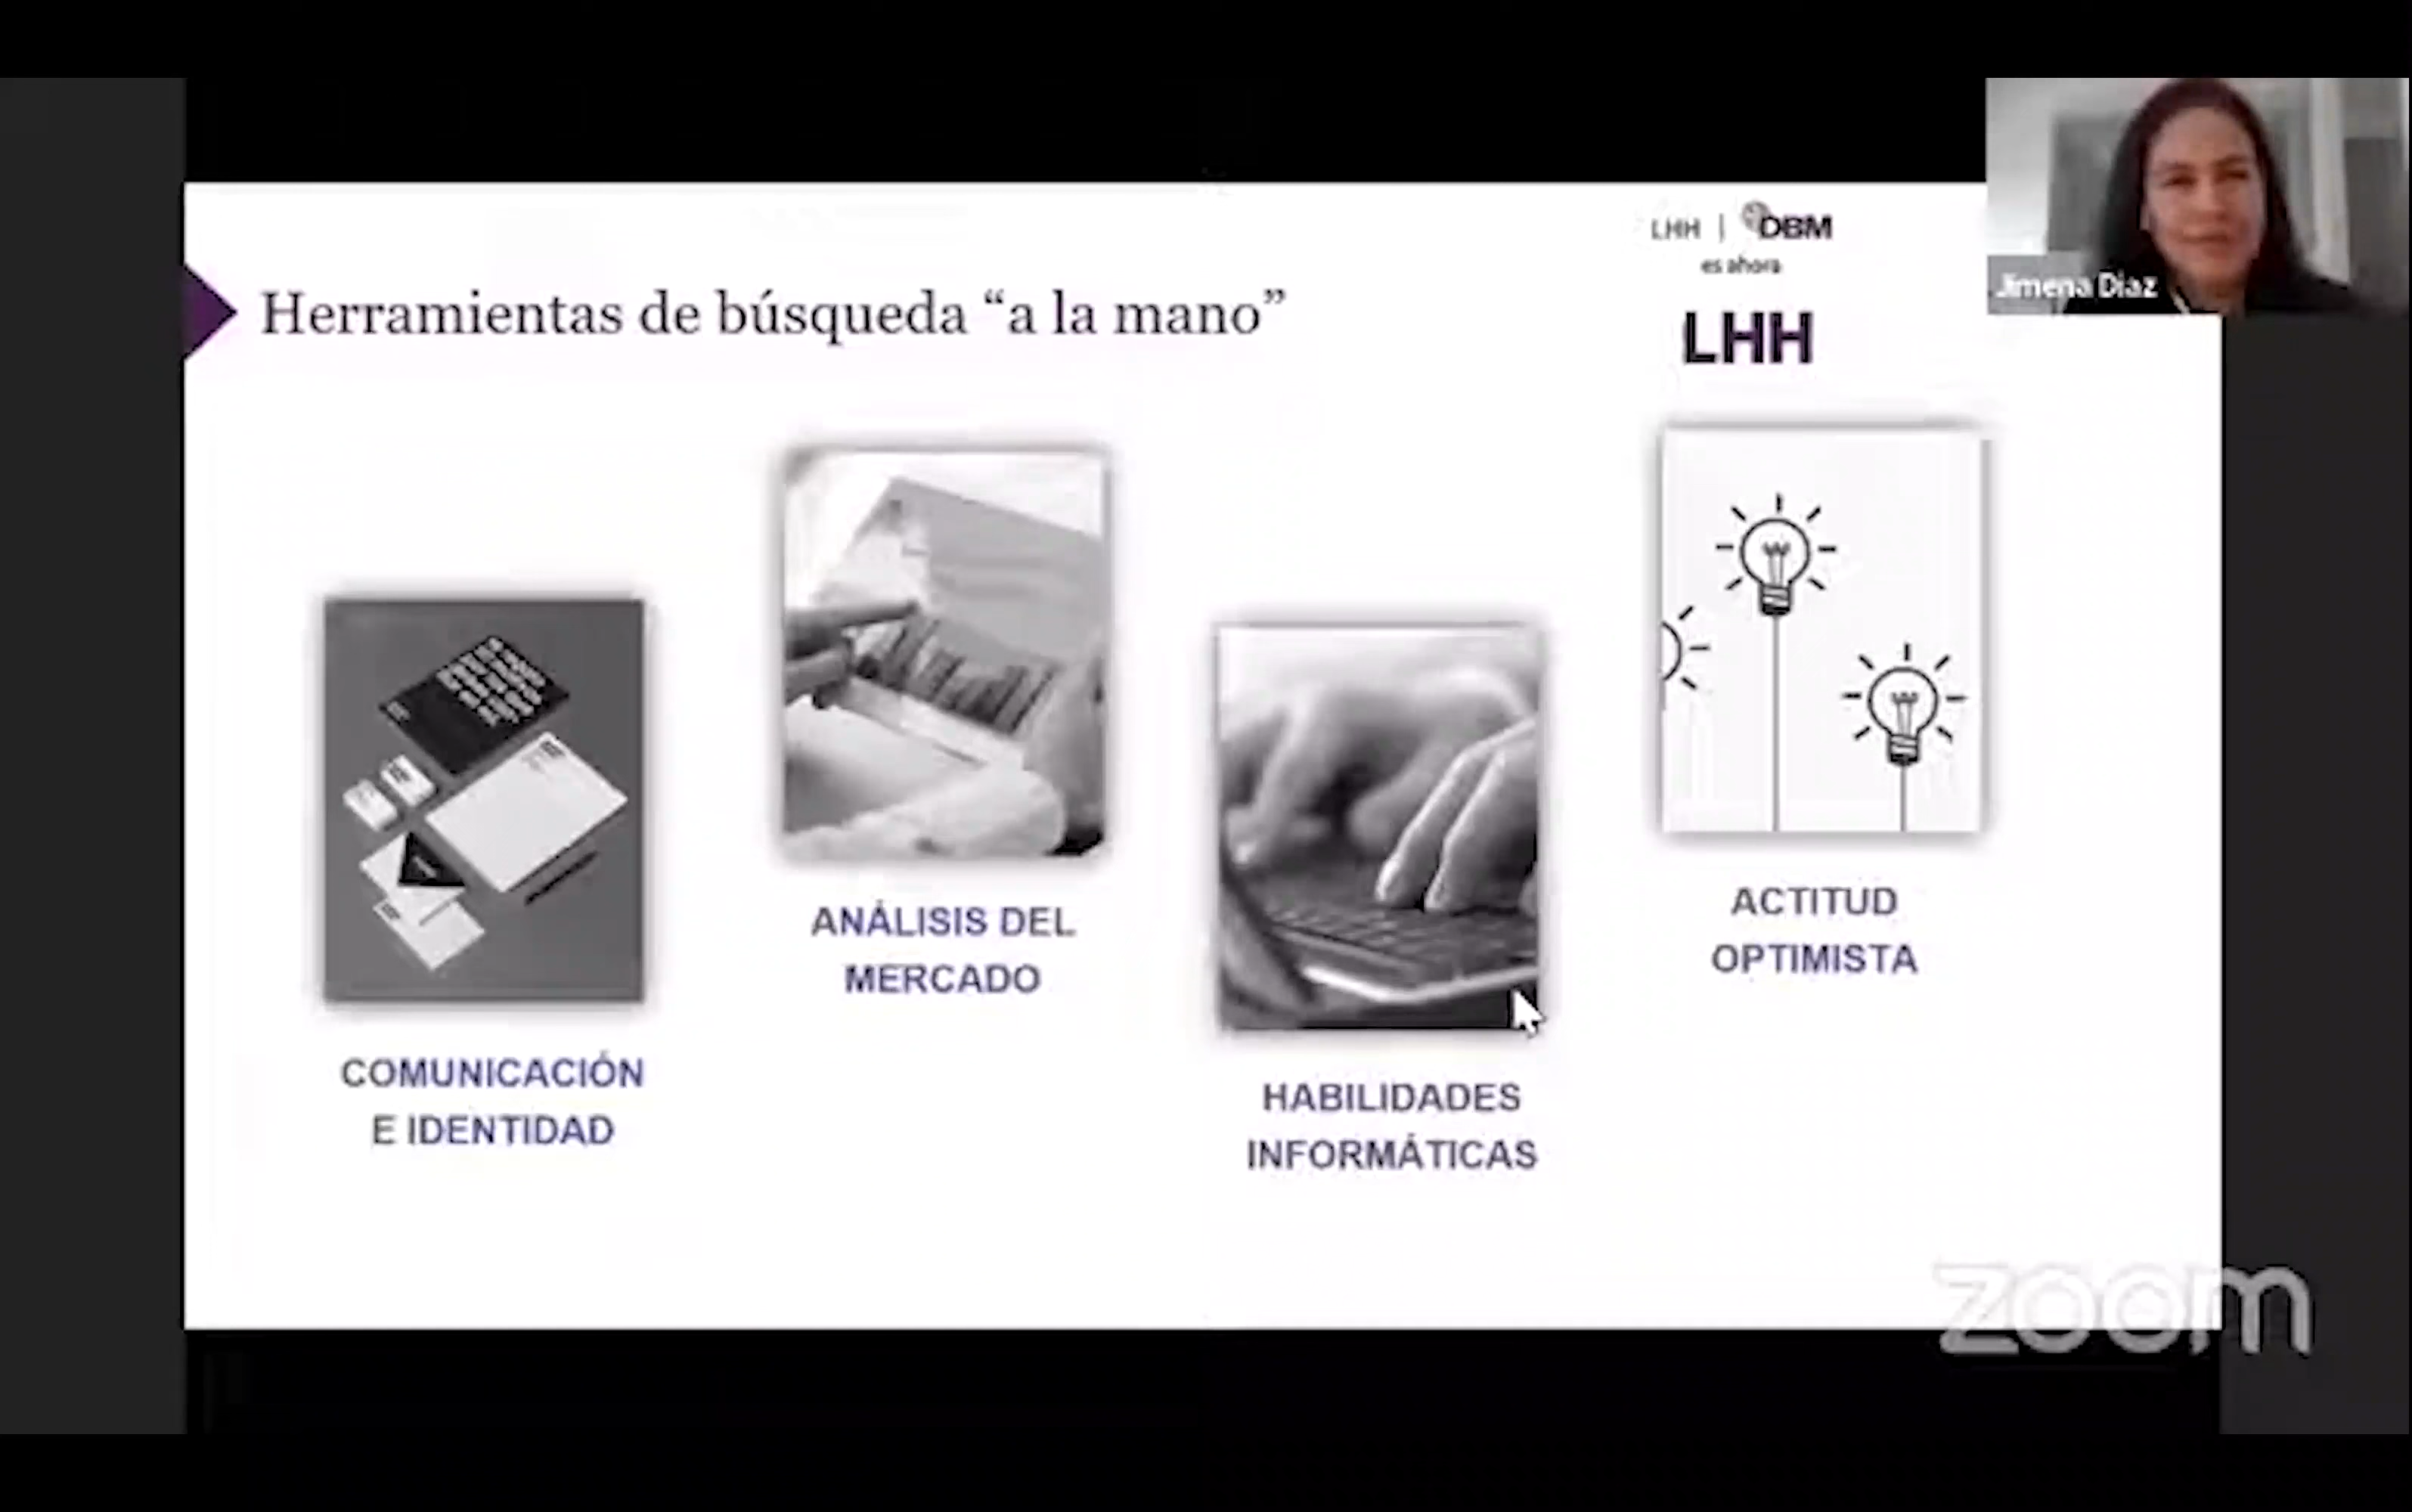 LHH | DBM
es ahora
Jimena Diaz
Herramientas de búsqueda “a la mano”
LHH
COMUNICACIÓN
E IDENTIDAD
ANÁLISIS DEL
MERCADO
HABILIDADES
INFORMÁTICAS
ACTITUD
OPTIMISTA
zoom